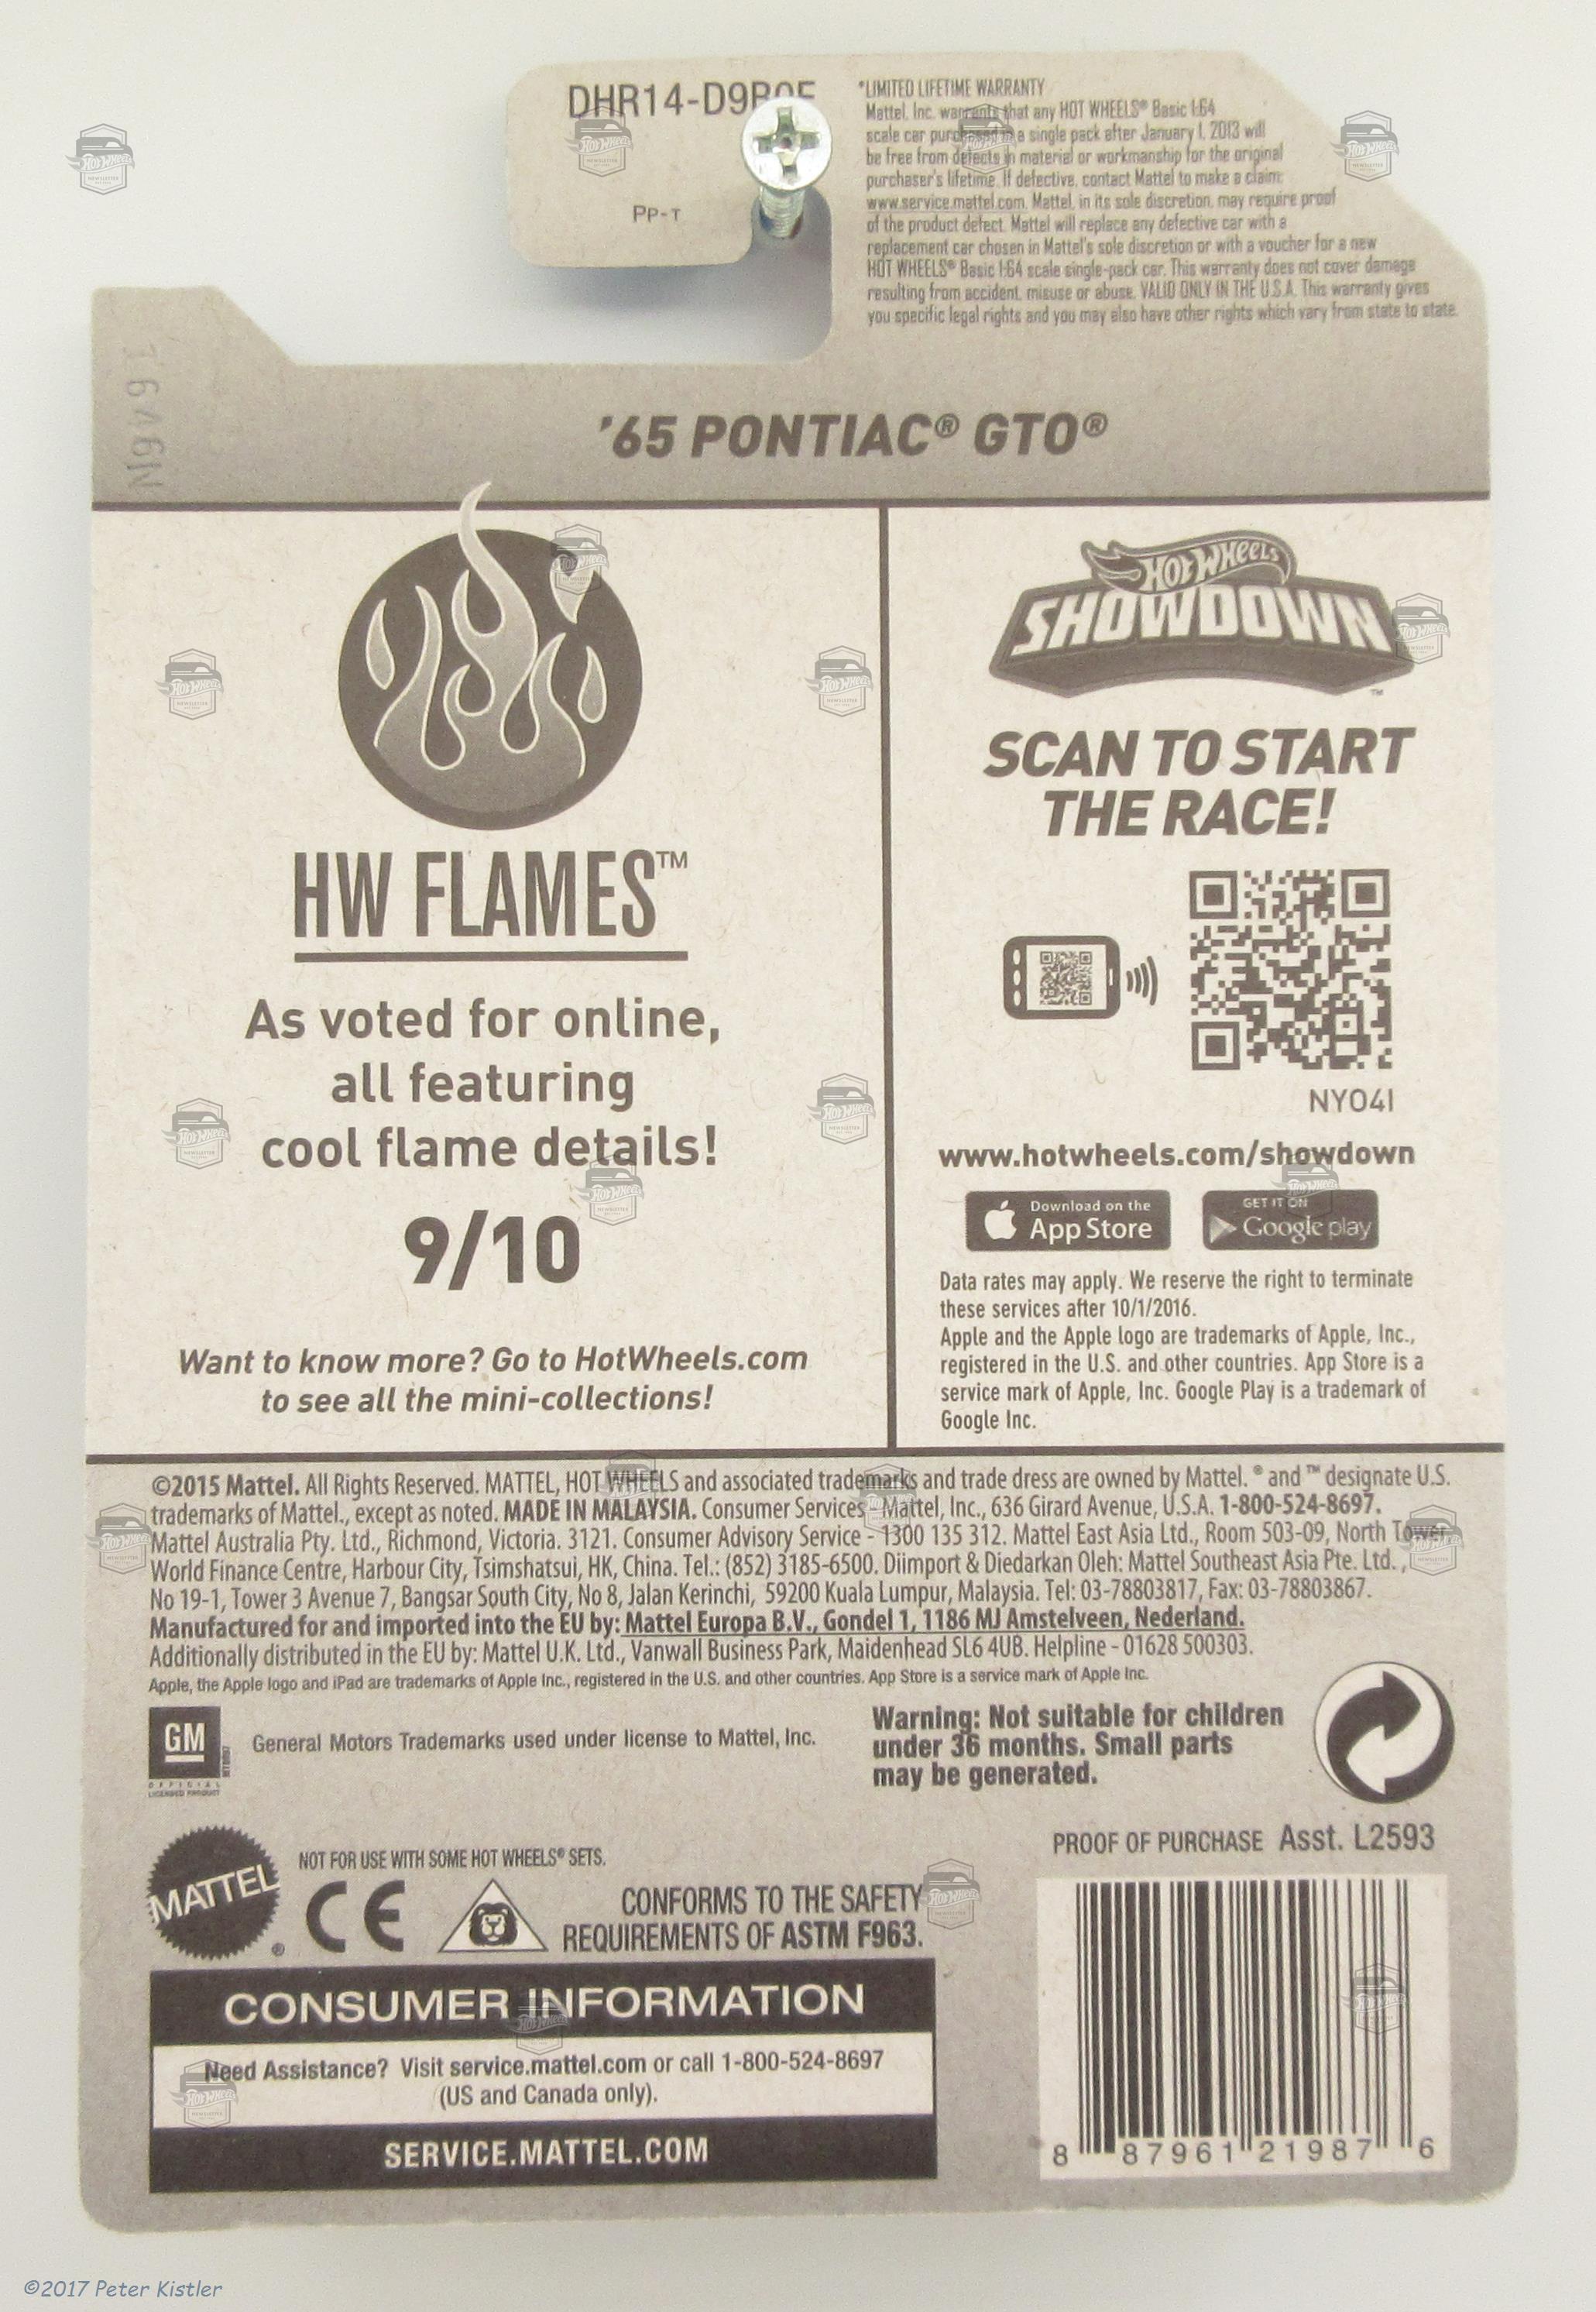 DHR14-D9B0F
PP-T
*LIMITED LIFETIME WARRANTY
Mattel, Inc. warrants that any HOT WHEELS® Basic 1:64
scale car purchased in a single pack after January 1, 2013 will
be free from defects in material or workmanship for the original
purchaser's lifetime. If defective, contact Mattel to make a claim:
www.service.mattel.com. Mattel, in its sole discretion, may require proof
of the product defect. Mattel will replace any defective car with a
replacement car chosen in Mattel's sole discretion or with a voucher for a new
HOT WHEELS® Basic 1:64 scale single-pack car. This warranty does not cover damage
resulting from accident, misuse or abuse. VALID ONLY IN THE U.S.A. This warranty gives
you specific legal rights and you may also have other rights which vary from state to state.
'65 PONTIAC® GTO®
HW FLAMES™
As voted for online,
all featuring
cool flame details!
9/10
Want to know more? Go to HotWheels.com
to see all the mini-collections!
HOT WHEELS
SHOWDOWN
™
SCAN TO START
THE RACE!
NY04I
www.hotwheels.com/showdown
Download on the
App Store
GET IT ON
Google play
Data rates may apply. We reserve the right to terminate
these services after 10/1/2016.
Apple and the Apple logo are trademarks of Apple, Inc.,
registered in the U.S. and other countries. App Store is a
service mark of Apple, Inc. Google Play is a trademark of
Google Inc.
©2015 Mattel. All Rights Reserved. MATTEL, HOT WHEELS and associated trademarks and trade dress are owned by Mattel. ® and ™ designate U.S.
trademarks of Mattel., except as noted. MADE IN MALAYSIA. Consumer Services - Mattel, Inc., 636 Girard Avenue, U.S.A. 1-800-524-8697.
Mattel Australia Pty. Ltd., Richmond, Victoria. 3121. Consumer Advisory Service - 1300 135 312. Mattel East Asia Ltd., Room 503-09, North Tower,
World Finance Centre, Harbour City, Tsimshatsui, HK, China. Tel.: (852) 3185-6500. Diimport & Diedarkan Oleh: Mattel Southeast Asia Pte. Ltd. ,
No 19-1, Tower 3 Avenue 7, Bangsar South City, No 8, Jalan Kerinchi, 59200 Kuala Lumpur, Malaysia. Tel: 03-78803817, Fax: 03-78803867.
Manufactured for and imported into the EU by: Mattel Europa B.V., Gondel 1, 1186 MJ Amstelveen, Nederland.
Additionally distributed in the EU by: Mattel U.K. Ltd., Vanwall Business Park, Maidenhead SL6 4UB. Helpline - 01628 500303.
Apple, the Apple logo and iPad are trademarks of Apple Inc., registered in the U.S. and other countries. App Store is a service mark of Apple Inc.
GM
OFFICIAL
LICENSED PRODUCT
General Motors Trademarks used under license to Mattel, Inc.
Warning: Not suitable for children
under 36 months. Small parts
may be generated.
PROOF OF PURCHASE Asst. L2593
MATTEL®
NOT FOR USE WITH SOME HOT WHEELS® SETS.
CE
CONFORMS TO THE SAFETY
REQUIREMENTS OF ASTM F963.
CONSUMER INFORMATION
Need Assistance? Visit service.mattel.com or call 1-800-524-8697
(US and Canada only).
SERVICE.MATTEL.COM
8 87961 21987 6
©2017 Peter Kistler